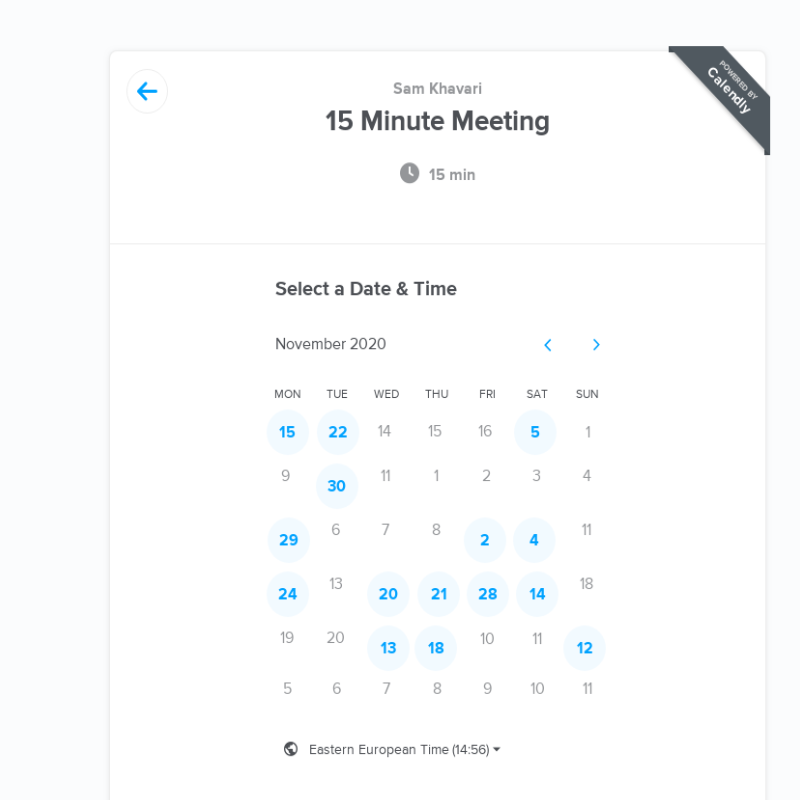 POWERED BY
Calendly
Sam Khavari
15 Minute Meeting
15 min
Select a Date & Time
November 2020
MON TUE WED THU FRI SAT SUN
15 22 14 15 16 5 1
9 30 11 1 2 3 4
29 6 7 8 2 4 11
24 13 20 21 28 14 18
19 20 13 18 10 11 12
5 6 7 8 9 10 11
Eastern European Time (14:56)